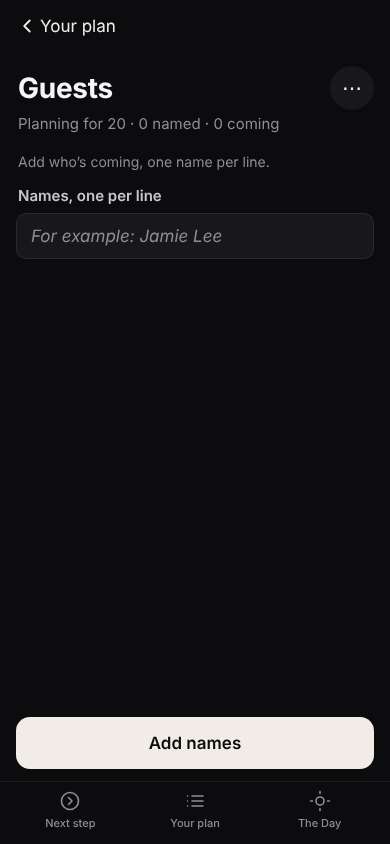 Your plan
Guests
...
Planning for 20 · 0 named · 0 coming
Add who's coming, one name per line.
Names, one per line
For example: Jamie Lee
Add names
Next step
Your plan
The Day